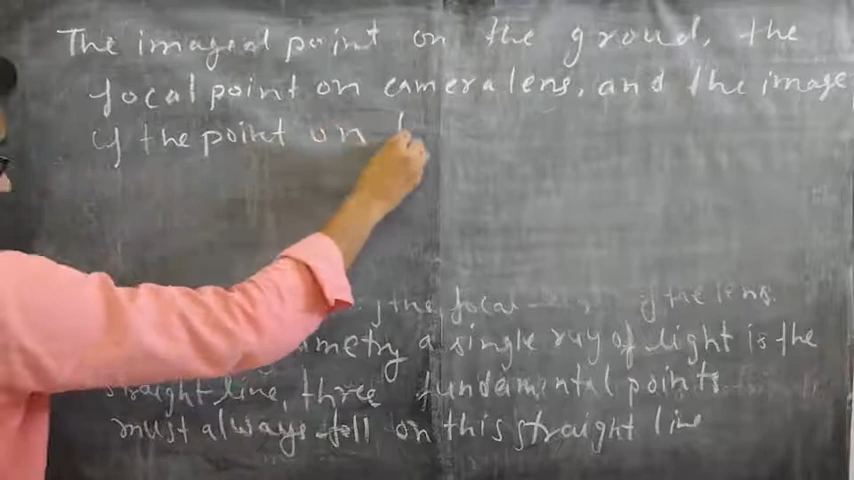 The imaged point on the ground, the
focal point on camera lens, and the image
of the point on
the focal of the lens.
a single ray of light is the
straight line, three fundamental points
must always fall on this straight line